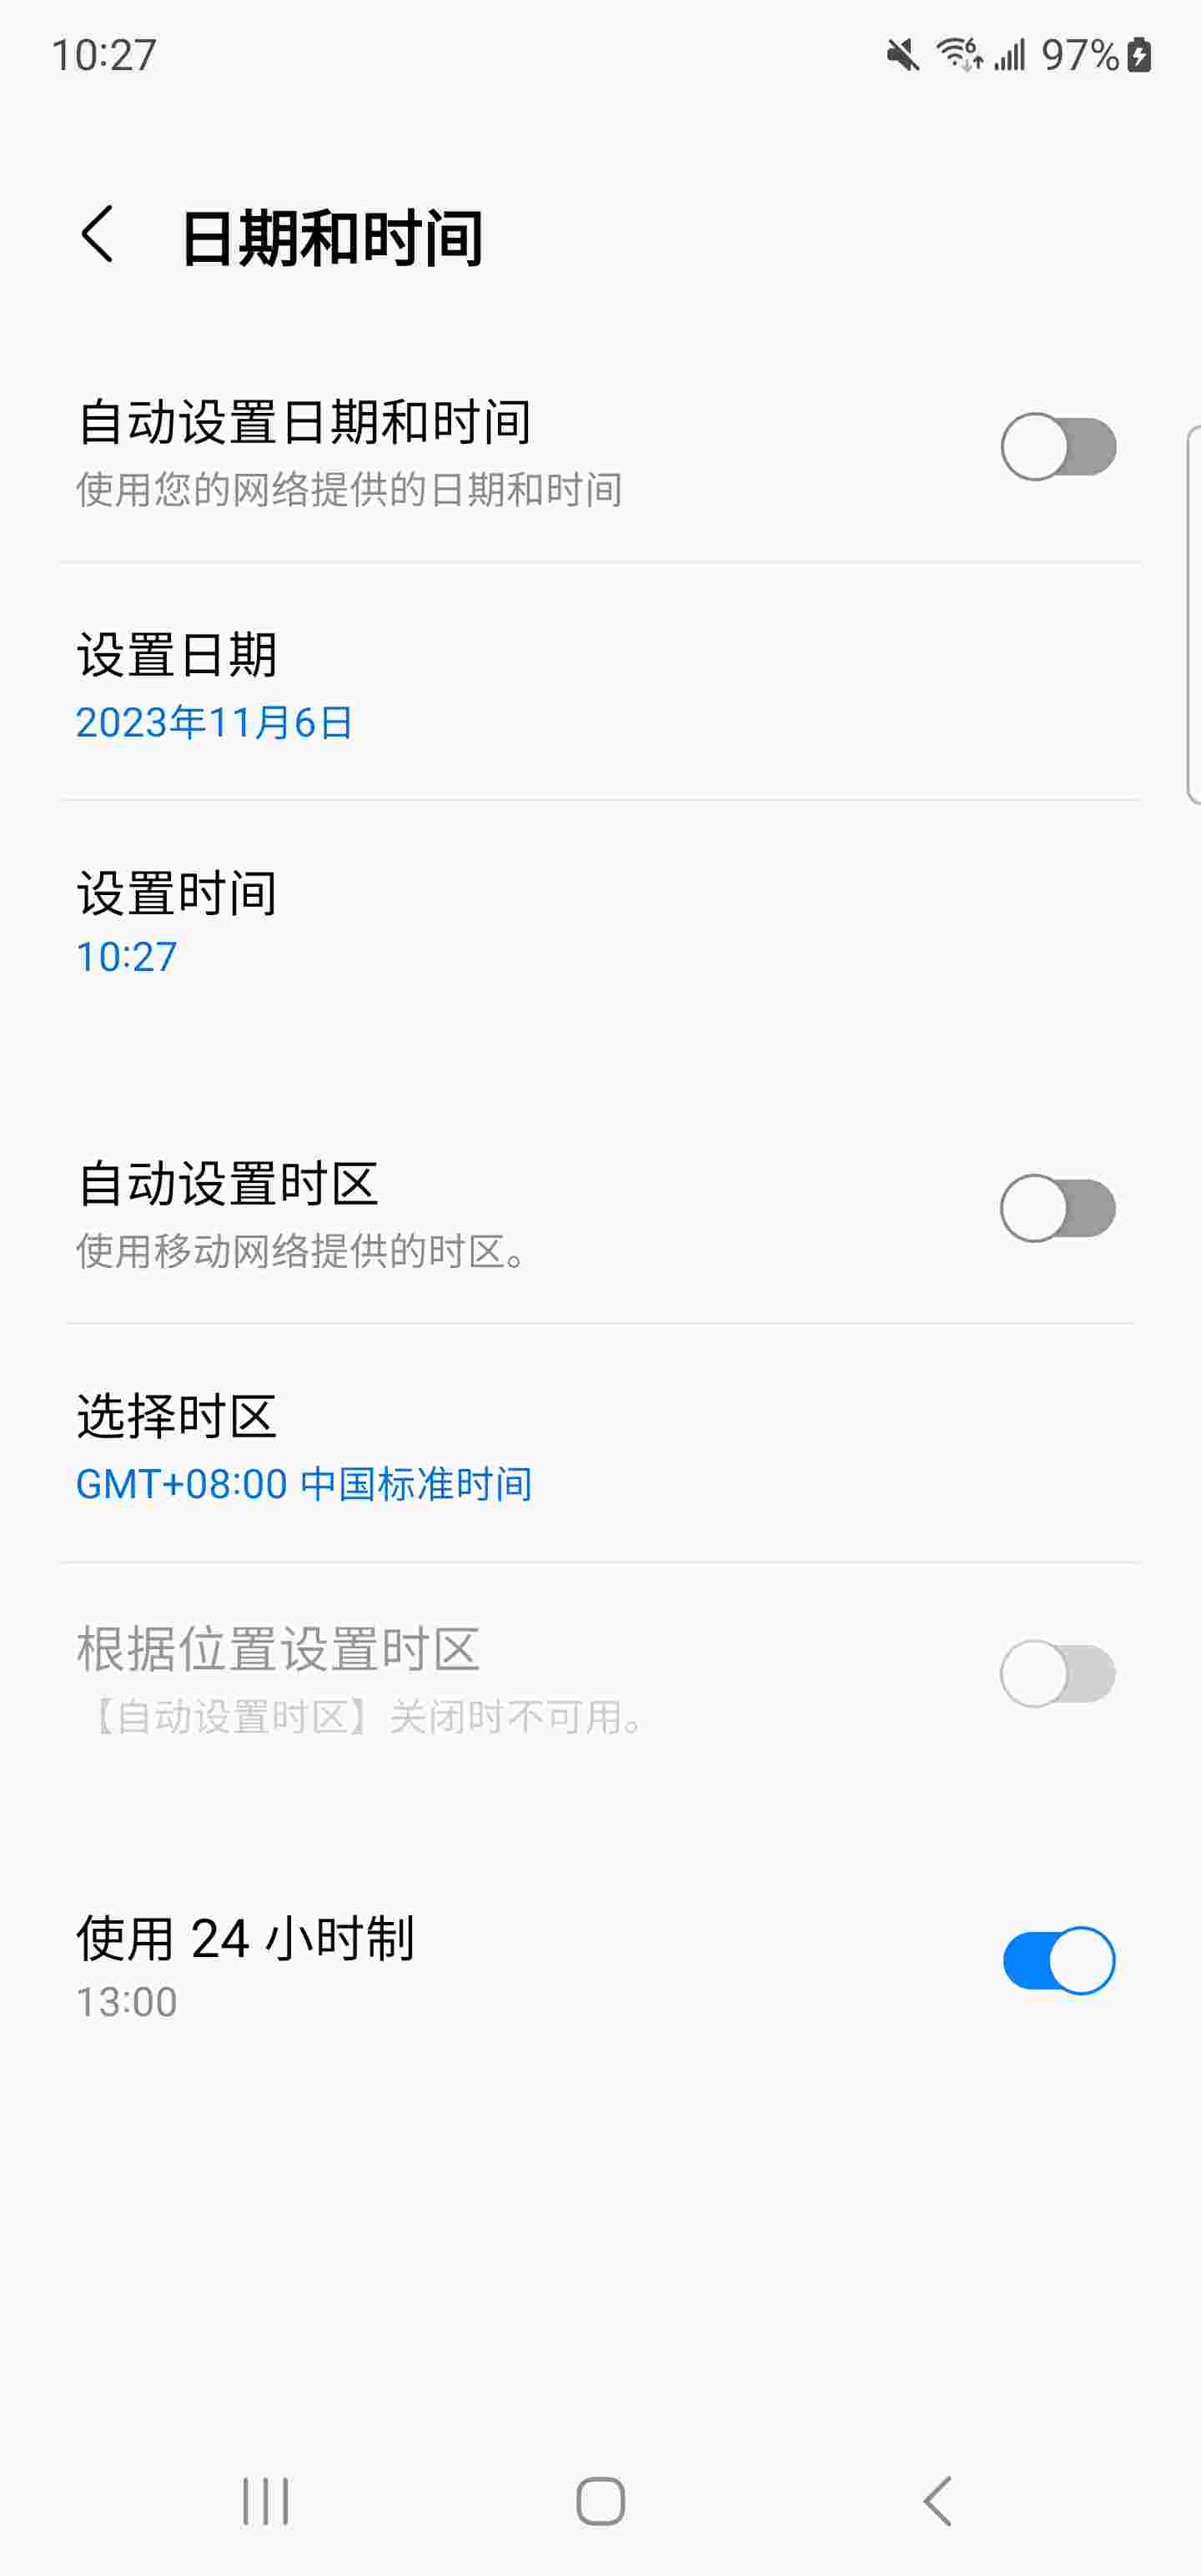 10:27 6 97%
日期和时间
自动设置日期和时间
使用您的网络提供的日期和时间
设置日期
2023年11月6日
设置时间
10:27
自动设置时区
使用移动网络提供的时区。
选择时区
GMT+08:00 中国标准时间
根据位置设置时区
【自动设置时区】关闭时不可用。
使用 24 小时制
13:00